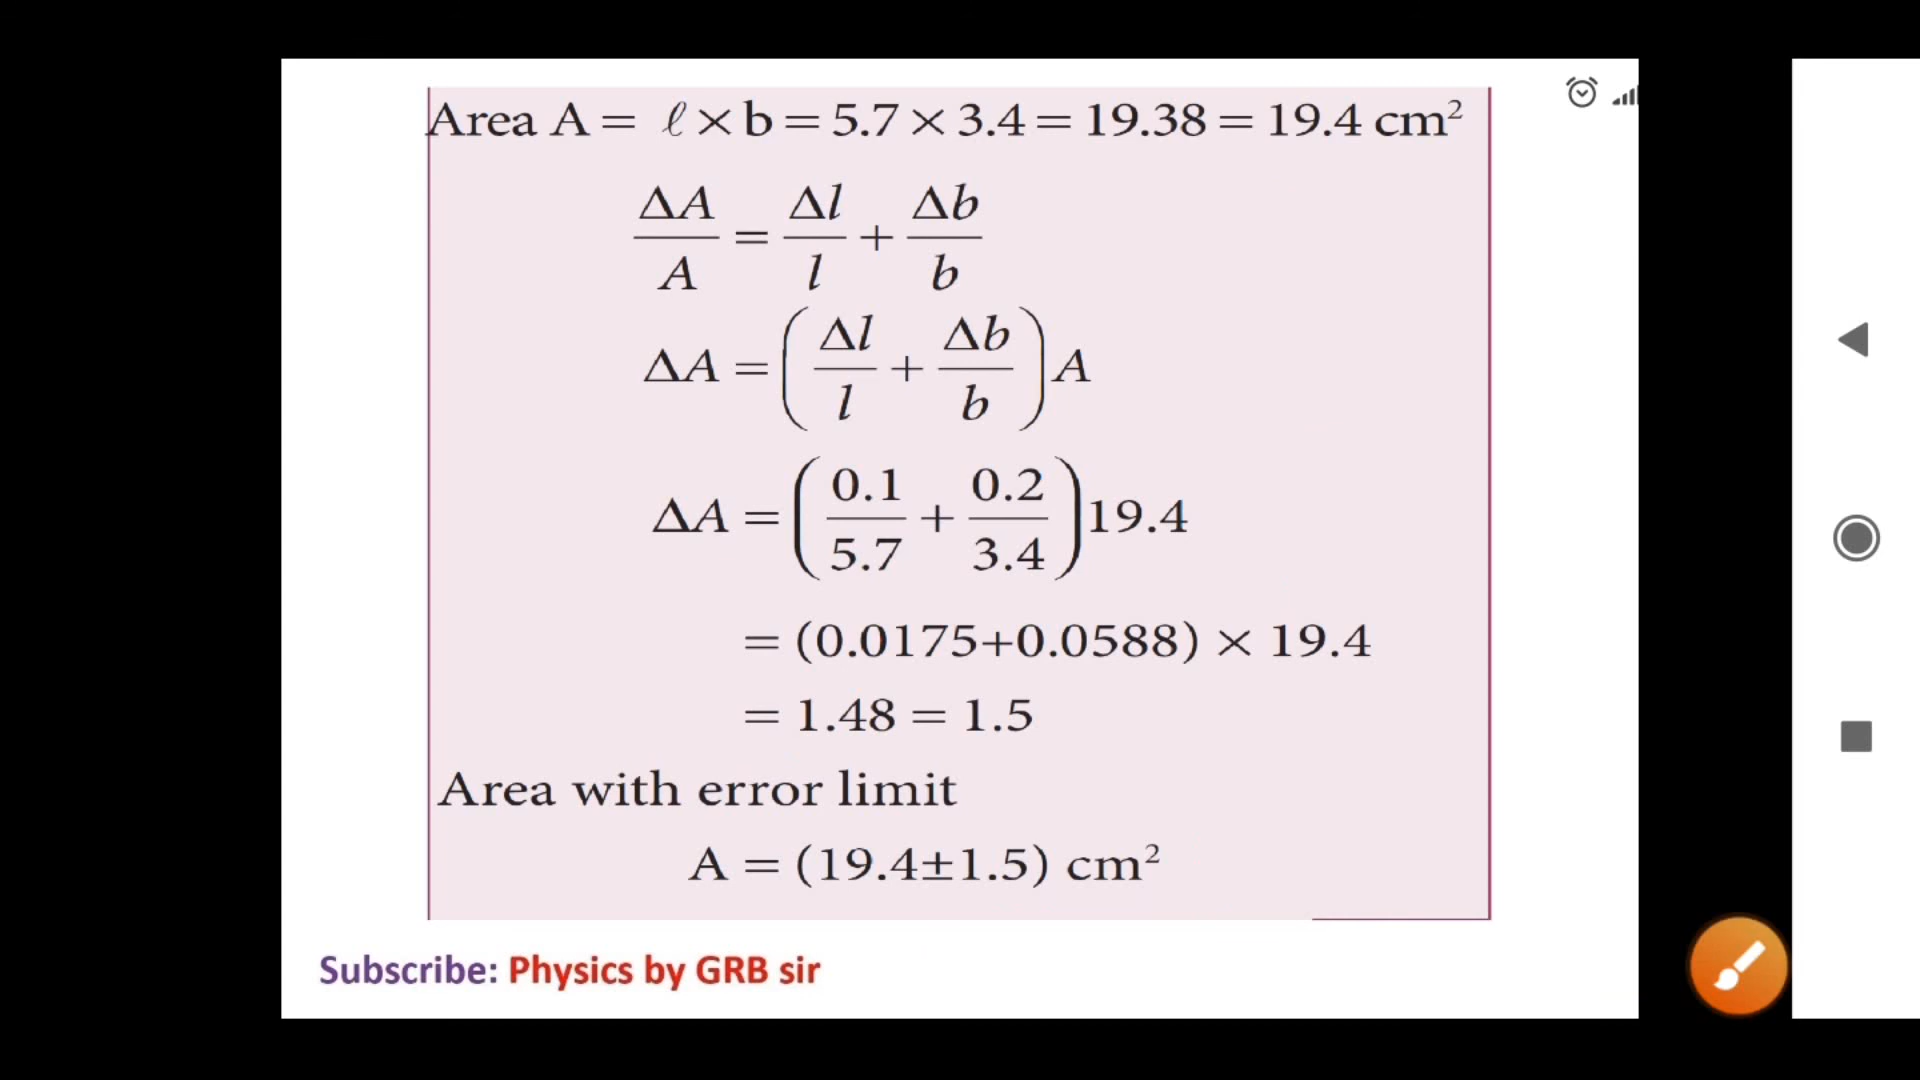 Area A = ℓ × b = 5.7 × 3.4 = 19.38 = 19.4 cm²
ΔA/A = Δl/l + Δb/b
ΔA = (Δl/l + Δb/b) A
ΔA = (0.1/5.7 + 0.2/3.4) 19.4
= (0.0175+0.0588) × 19.4
= 1.48 = 1.5
Area with error limit
A = (19.4±1.5) cm²
Subscribe: Physics by GRB sir